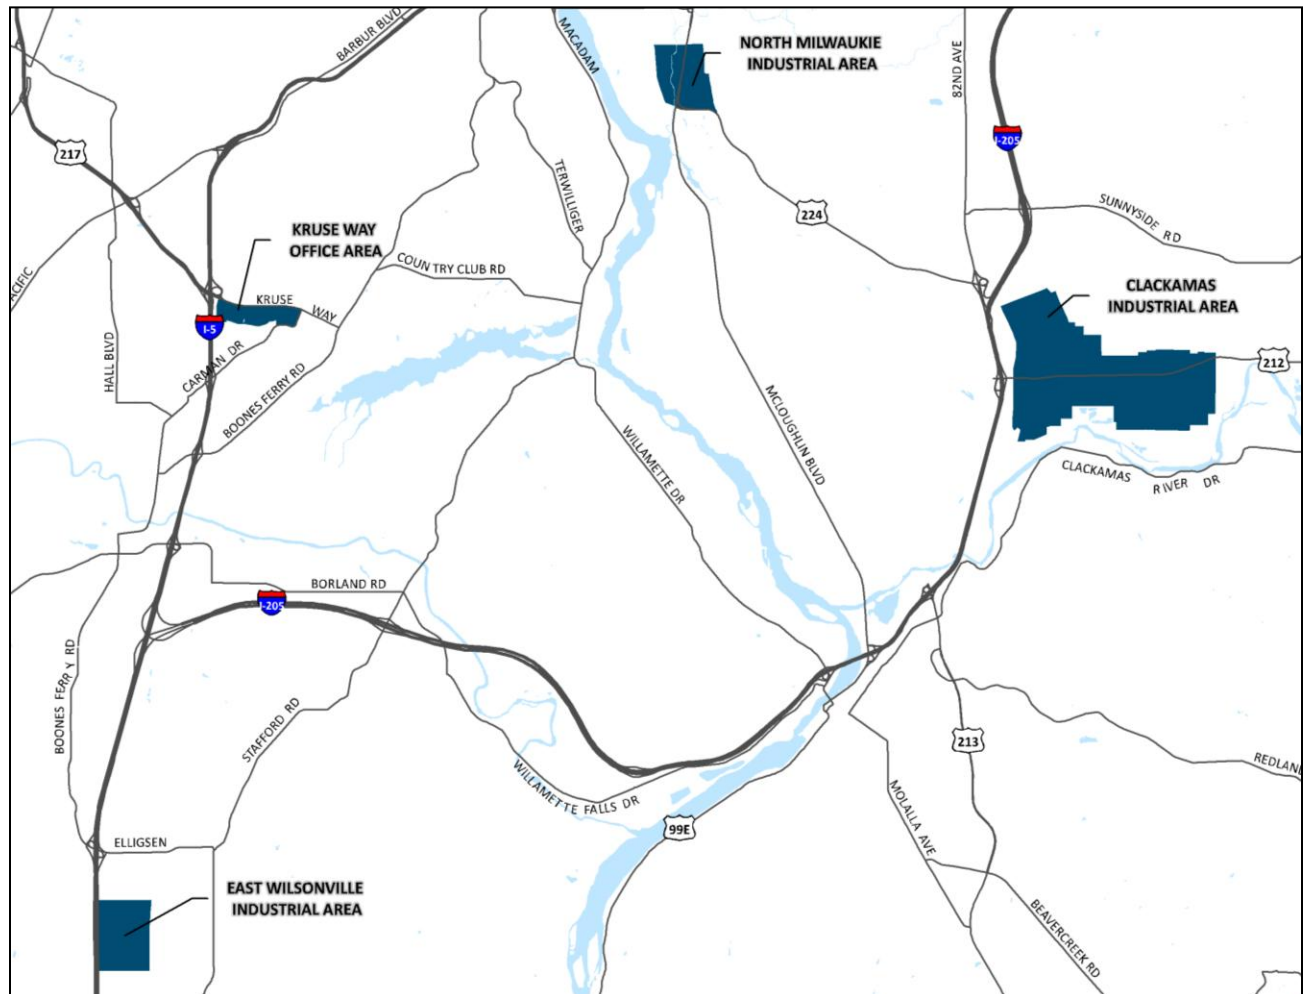 BARBUR BLVD
MACADAM
NORTH MILWAUKIE
INDUSTRIAL AREA
82ND AVE
I-205
217
TERWILLIGER
224
SUNNYSIDE RD
KRUSE WAY
OFFICE AREA
COUNTRY CLUB RD
ACIFIC
KRUSE WAY
CLACKAMAS
INDUSTRIAL AREA
I-5
HALL BLVD
CARMAN DR
212
BOONES FERRY RD
MCLOUGHLIN BLVD
WILLAMETTE DR
CLACKAMAS RIVER DR
BORLAND RD
I-205
BOONES FERRY RD
STAFFORD RD
213
REDLAND
WILLAMETTE FALLS DR
99E
MOLALLA AVE
ELLIGSEN
EAST WILSONVILLE
INDUSTRIAL AREA
BEAVERCREEK RD